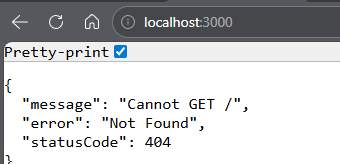 localhost:3000
Pretty-print
{
"message": "Cannot GET /",
"error": "Not Found",
"statusCode": 404
}